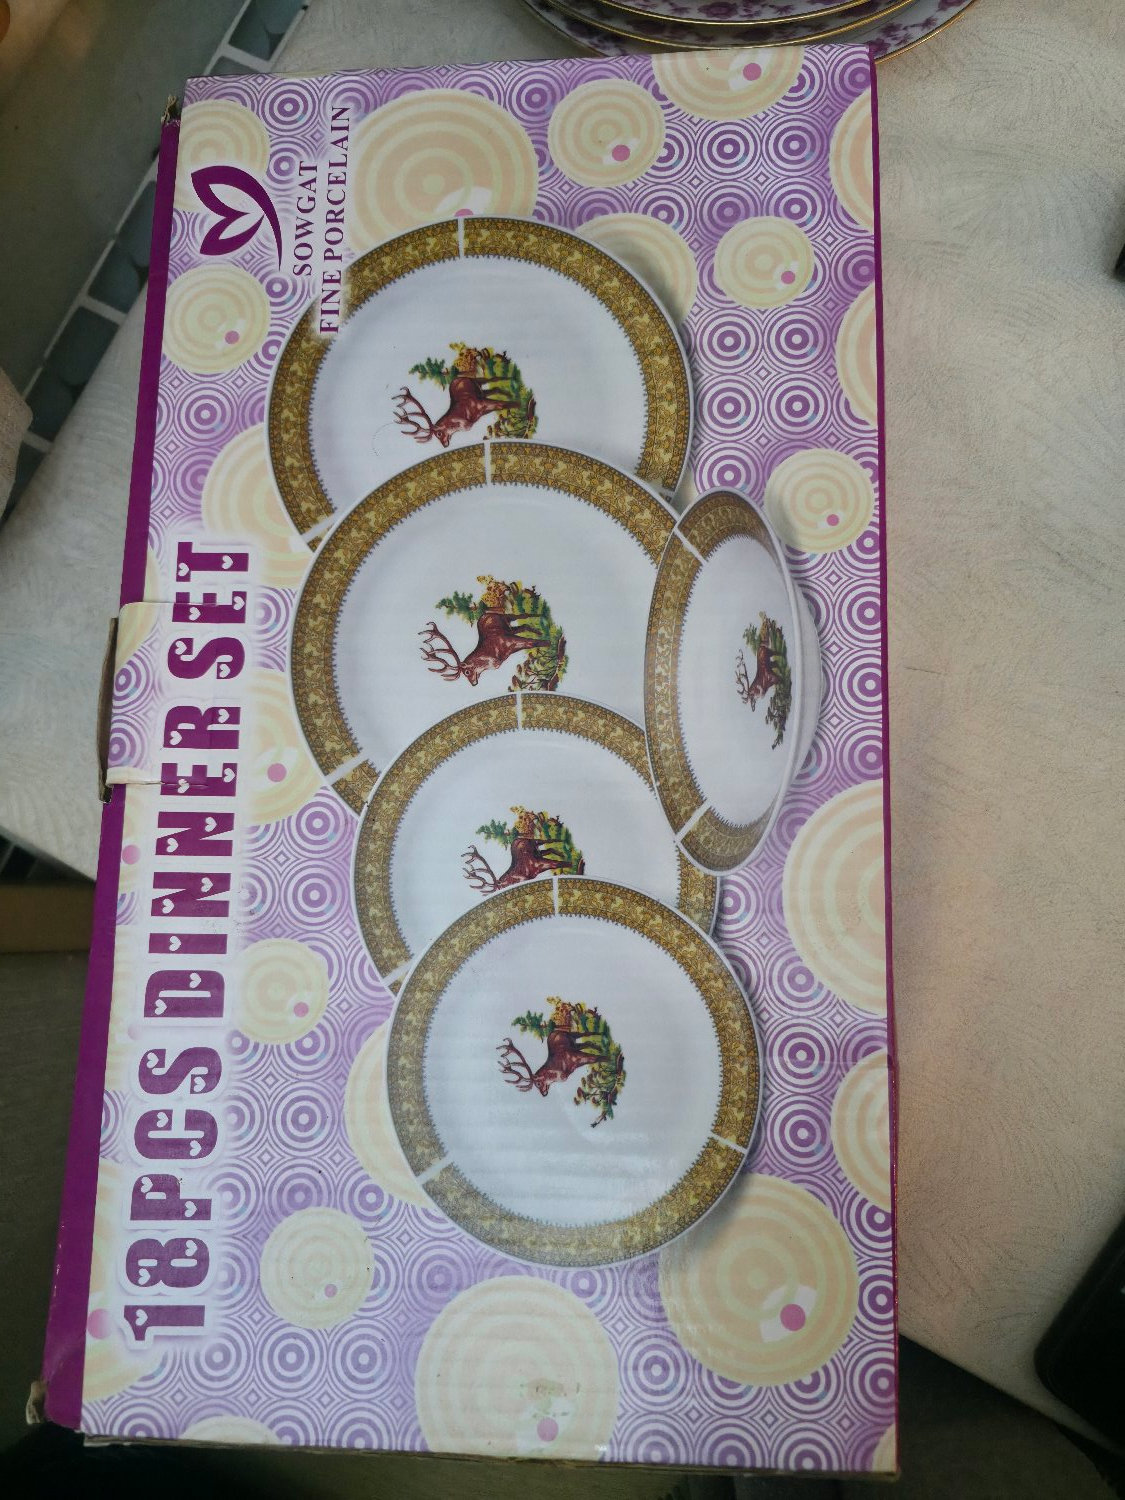 SOWGAT
FINE PORCELAIN
18PCS DINNER SET